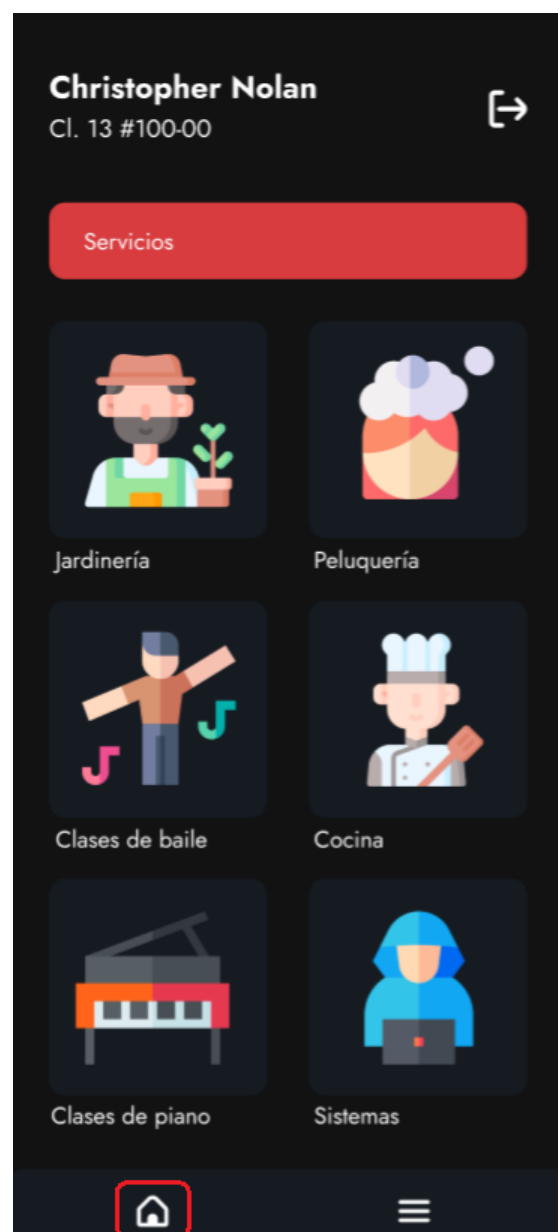 Christopher Nolan
Cl. 13 #100-00
Servicios
Jardinería
Peluquería
Clases de baile
Cocina
Clases de piano
Sistemas